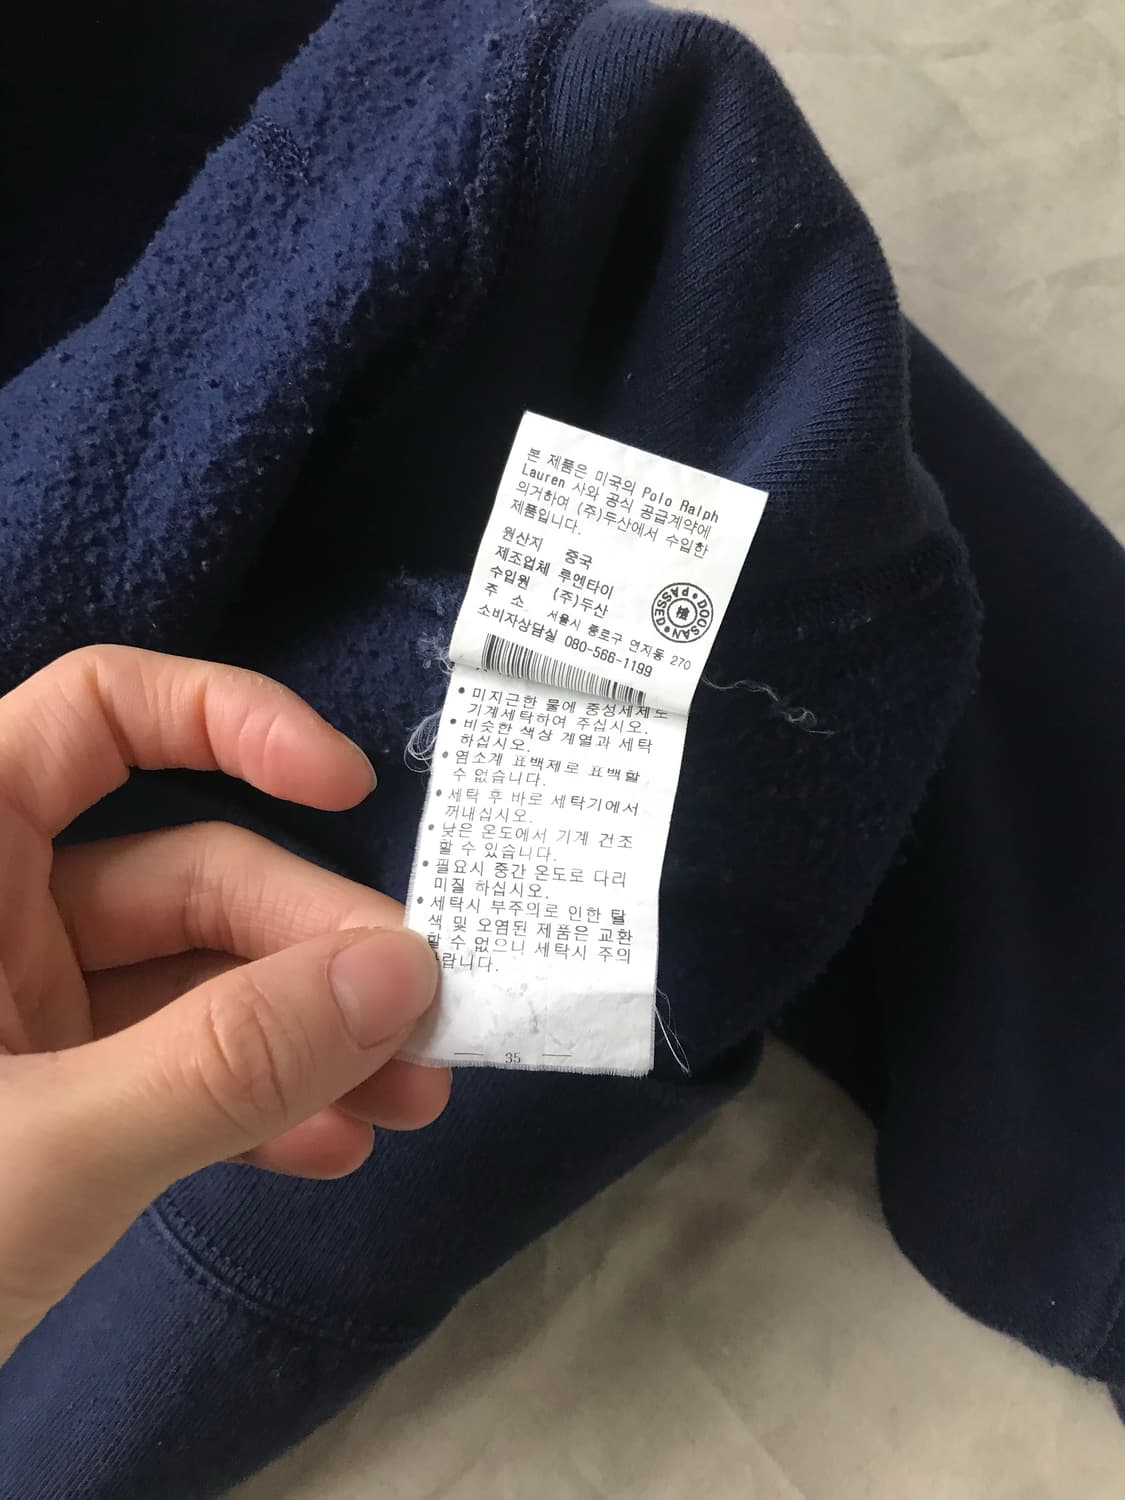 본 제품은 미국의 Polo Ralph
Lauren 사와 공식 공급계약에
의거하여 (주)두산에서 수입한
제품입니다.
원산지 중국
제조업체 루엔타이
수입원 (주)두산
주 소 서울시 종로구 연지동 270
소비자상담실 080-566-1199
DOOSAN PASSED
• 미지근한 물에 중성세제로
기계세탁하여 주십시오.
• 비슷한 색상 계열과 세탁
하십시오.
• 염소계 표백제로 표백할
수 없습니다.
• 세탁 후 바로 세탁기에서
꺼내십시오.
• 낮은 온도에서 기계 건조
할 수 있습니다.
• 필요시 중간 온도로 다리
미질 하십시오.
• 세탁시 부주의로 인한 탈
색 및 오염된 제품은 교환
할 수 없으니 세탁시 주의
랍니다.
35